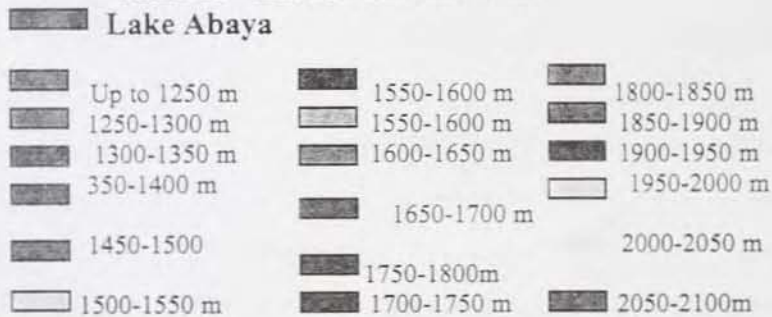 Lake Abaya
Up to 1250 m
1250-1300 m
1300-1350 m
350-1400 m
1450-1500
1500-1550 m
1550-1600 m
1550-1600 m
1600-1650 m
1650-1700 m
1750-1800m
1700-1750 m
1800-1850 m
1850-1900 m
1900-1950 m
1950-2000 m
2000-2050 m
2050-2100m